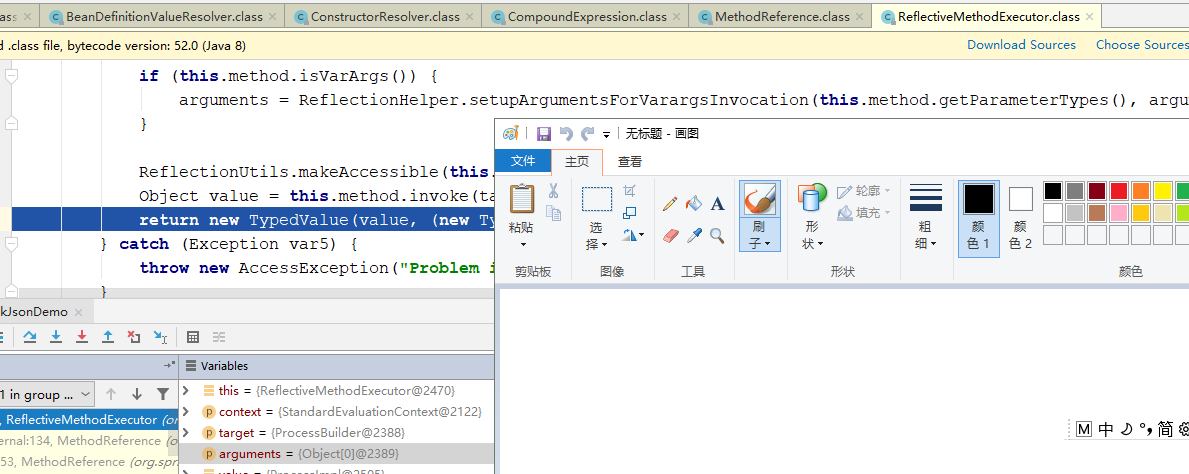 ass
BeanDefinitionValueResolver.class
ConstructorResolver.class
CompoundExpression.class
MethodReference.class
ReflectiveMethodExecutor.class
d .class file, bytecode version: 52.0 (Java 8)
Download Sources
Choose Sources
if (this.method.isVarArgs()) {
arguments = ReflectionHelper.setupArgumentsForVarargsInvocation(this.method.getParameterTypes(), argu
}
ReflectionUtils.makeAccessible(this.
Object value = this.method.invoke(ta
return new TypedValue(value, (new Ty
} catch (Exception var5) {
throw new AccessException("Problem i
}
无标题 - 画图
文件 主页 查看
粘贴
剪贴板
选择
图像
A
工具
刷子
形状
轮廓
填充
形状
粗细
颜色 1
颜色 2
颜色
kJsonDemo
Variables
1 in group ...
, ReflectiveMethodExecutor (or
ernal:134, MethodReference (o
53, MethodReference (org.spr
this = {ReflectiveMethodExecutor@2470}
context = {StandardEvaluationContext@2122}
target = {ProcessBuilder@2388}
arguments = {Object[0]@2389}
value = {ProcessImpl@2505}
M 中 简